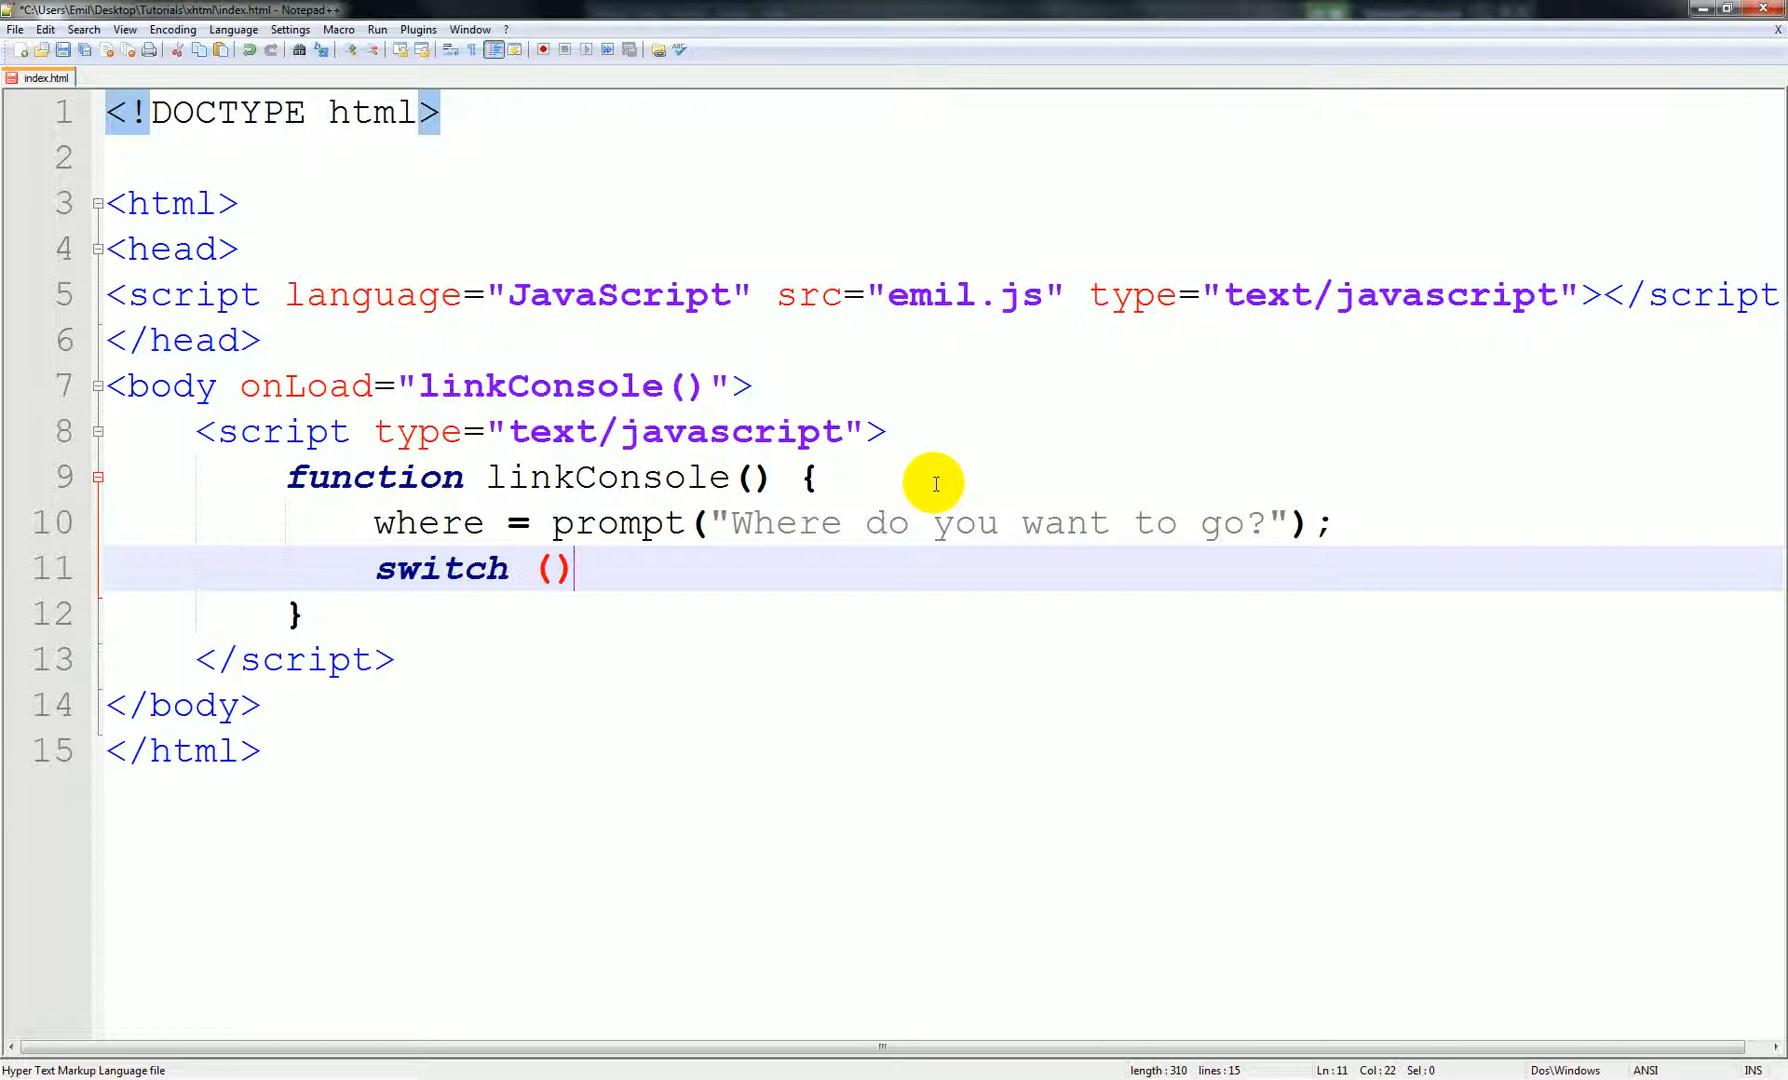 *C:\Users\Emil\Desktop\Tutorials\xhtml\index.html - Notepad++
File Edit Search View Encoding Language Settings Macro Run Plugins Window ?
X
index.html
1 <!DOCTYPE html>
2
3 <html>
4 <head>
5 <script language="JavaScript" src="emil.js" type="text/javascript"></script
6 </head>
7 <body onLoad="linkConsole()">
8 <script type="text/javascript">
9 function linkConsole() {
10 where = prompt("Where do you want to go?");
11 switch ()
12 }
13 </script>
14 </body>
15 </html>
Hyper Text Markup Language file length : 310 lines : 15 Ln : 11 Col : 22 Sel : 0 Dos\Windows ANSI INS